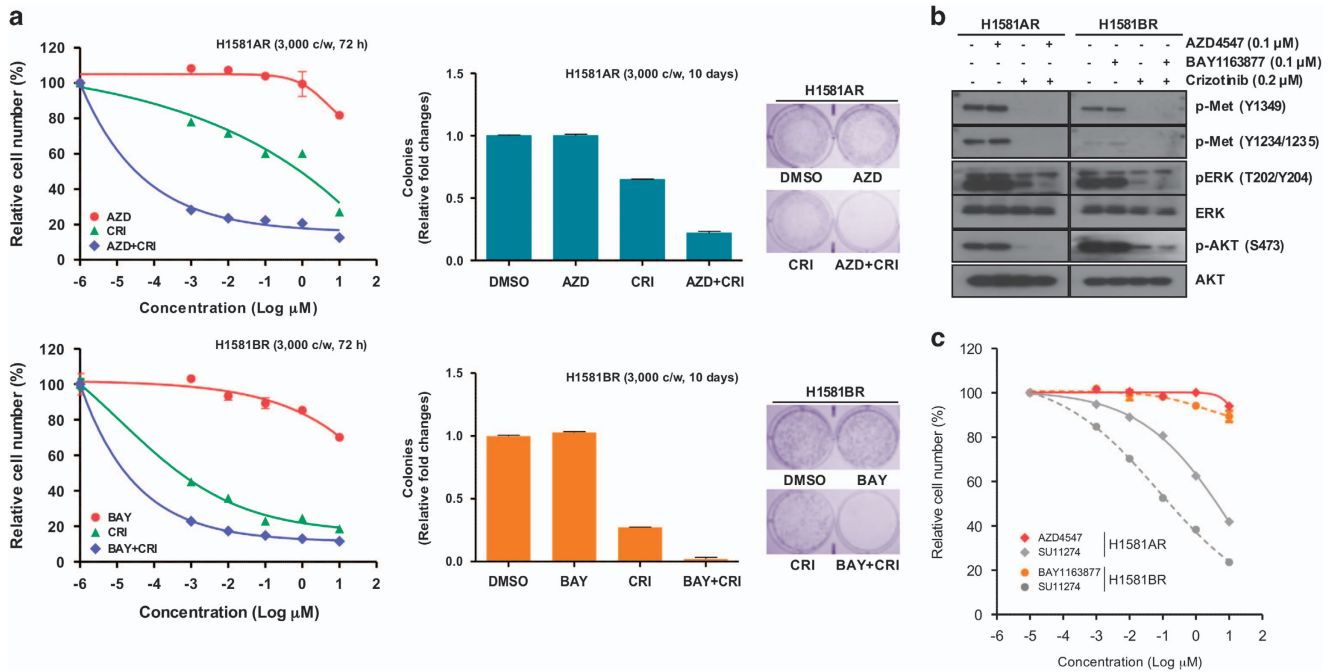 a
H1581AR (3,000 c/w, 72 h)
Relative cell number (%)
120
100
80
60
40
20
0
AZD
CRI
AZD+CRI
-6 -5 -4 -3 -2 -1 0 1 2
Concentration (Log μM)
H1581AR (3,000 c/w, 10 days)
Colonies
(Relative fold changes)
1.5
1.0
0.5
0.0
DMSO AZD CRI AZD+CRI
H1581AR
DMSO AZD
CRI AZD+CRI
H1581BR (3,000 c/w, 72 h)
Relative cell number (%)
120
100
80
60
40
20
0
BAY
CRI
BAY+CRI
-6 -5 -4 -3 -2 -1 0 1 2
Concentration (Log μM)
H1581BR (3,000 c/w, 10 days)
Colonies
(Relative fold changes)
1.5
1.0
0.5
0.0
DMSO BAY CRI BAY+CRI
H1581BR
DMSO BAY
CRI BAY+CRI
b
H1581AR H1581BR
- + - + - - - - AZD4547 (0.1 μM)
- - - - - + - + BAY1163877 (0.1 μM)
- - + + - - + + Crizotinib (0.2 μM)
p-Met (Y1349)
p-Met (Y1234/1235)
pERK (T202/Y204)
ERK
p-AKT (S473)
AKT
c
Relative cell number (%)
120
100
80
60
40
20
0
AZD4547
SU11274
H1581AR
BAY1163877
SU11274
H1581BR
-6 -5 -4 -3 -2 -1 0 1 2
Concentration (Log μM)